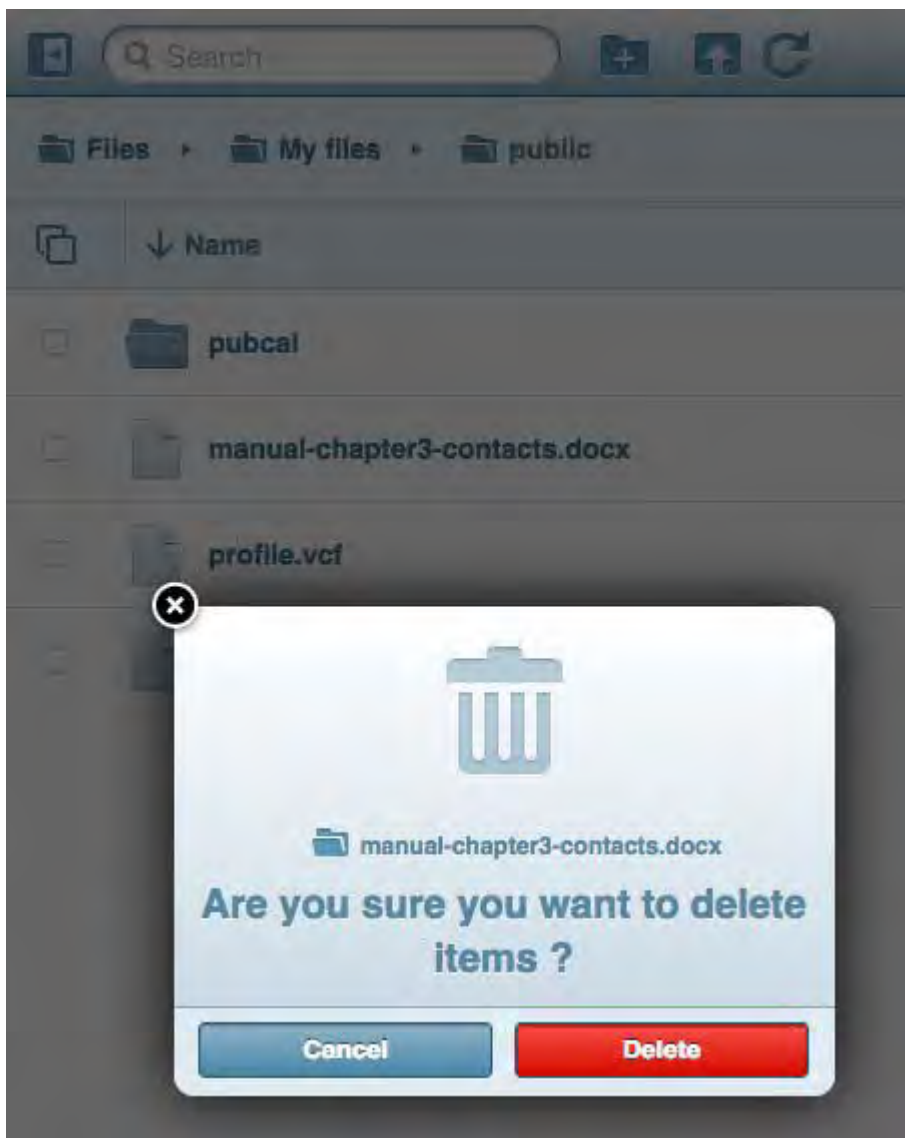 Search
Files My files public
Name
pubcal
manual-chapter3-contacts.docx
profile.vcf
manual-chapter3-contacts.docx
Are you sure you want to delete
items ?
Cancel
Delete